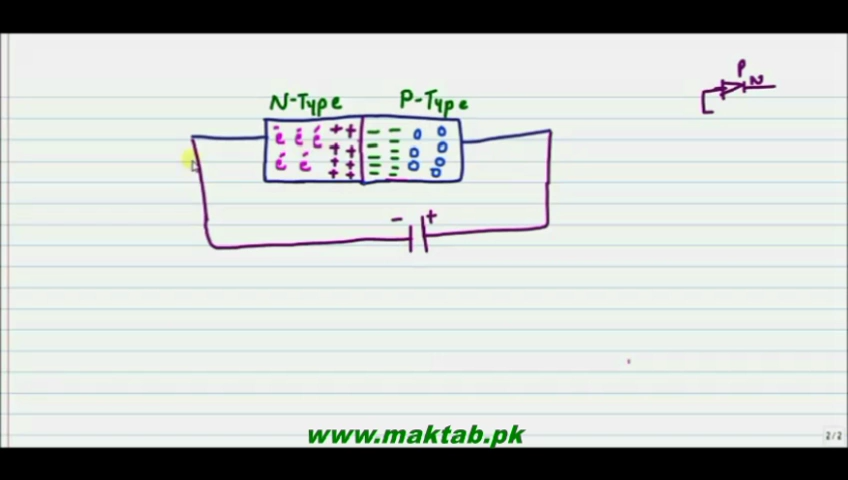 N-Type P-Type
P
N
ē ē ē + + - - o o
+ + - - o o
ē ē + + = = o o
+ + - - o
- +
www.maktab.pk
2/2